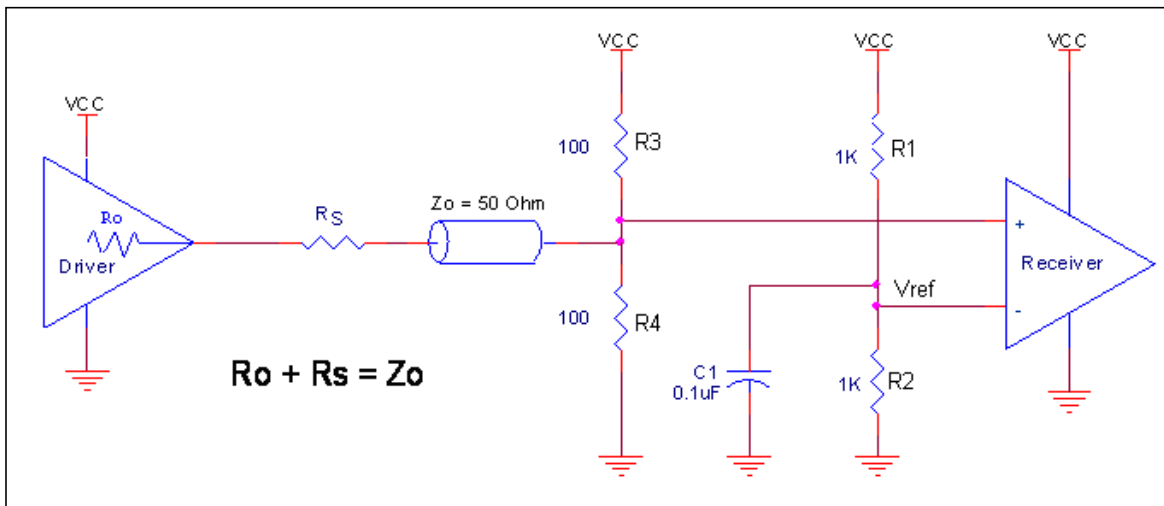 VCC
VCC
VCC
VCC
R3
100
R1
1K
Zo = 50 Ohm
RS
Ro
Driver
+
Receiver
Vref
-
R4
100
Ro + Rs = Zo
C1
0.1uF
R2
1K